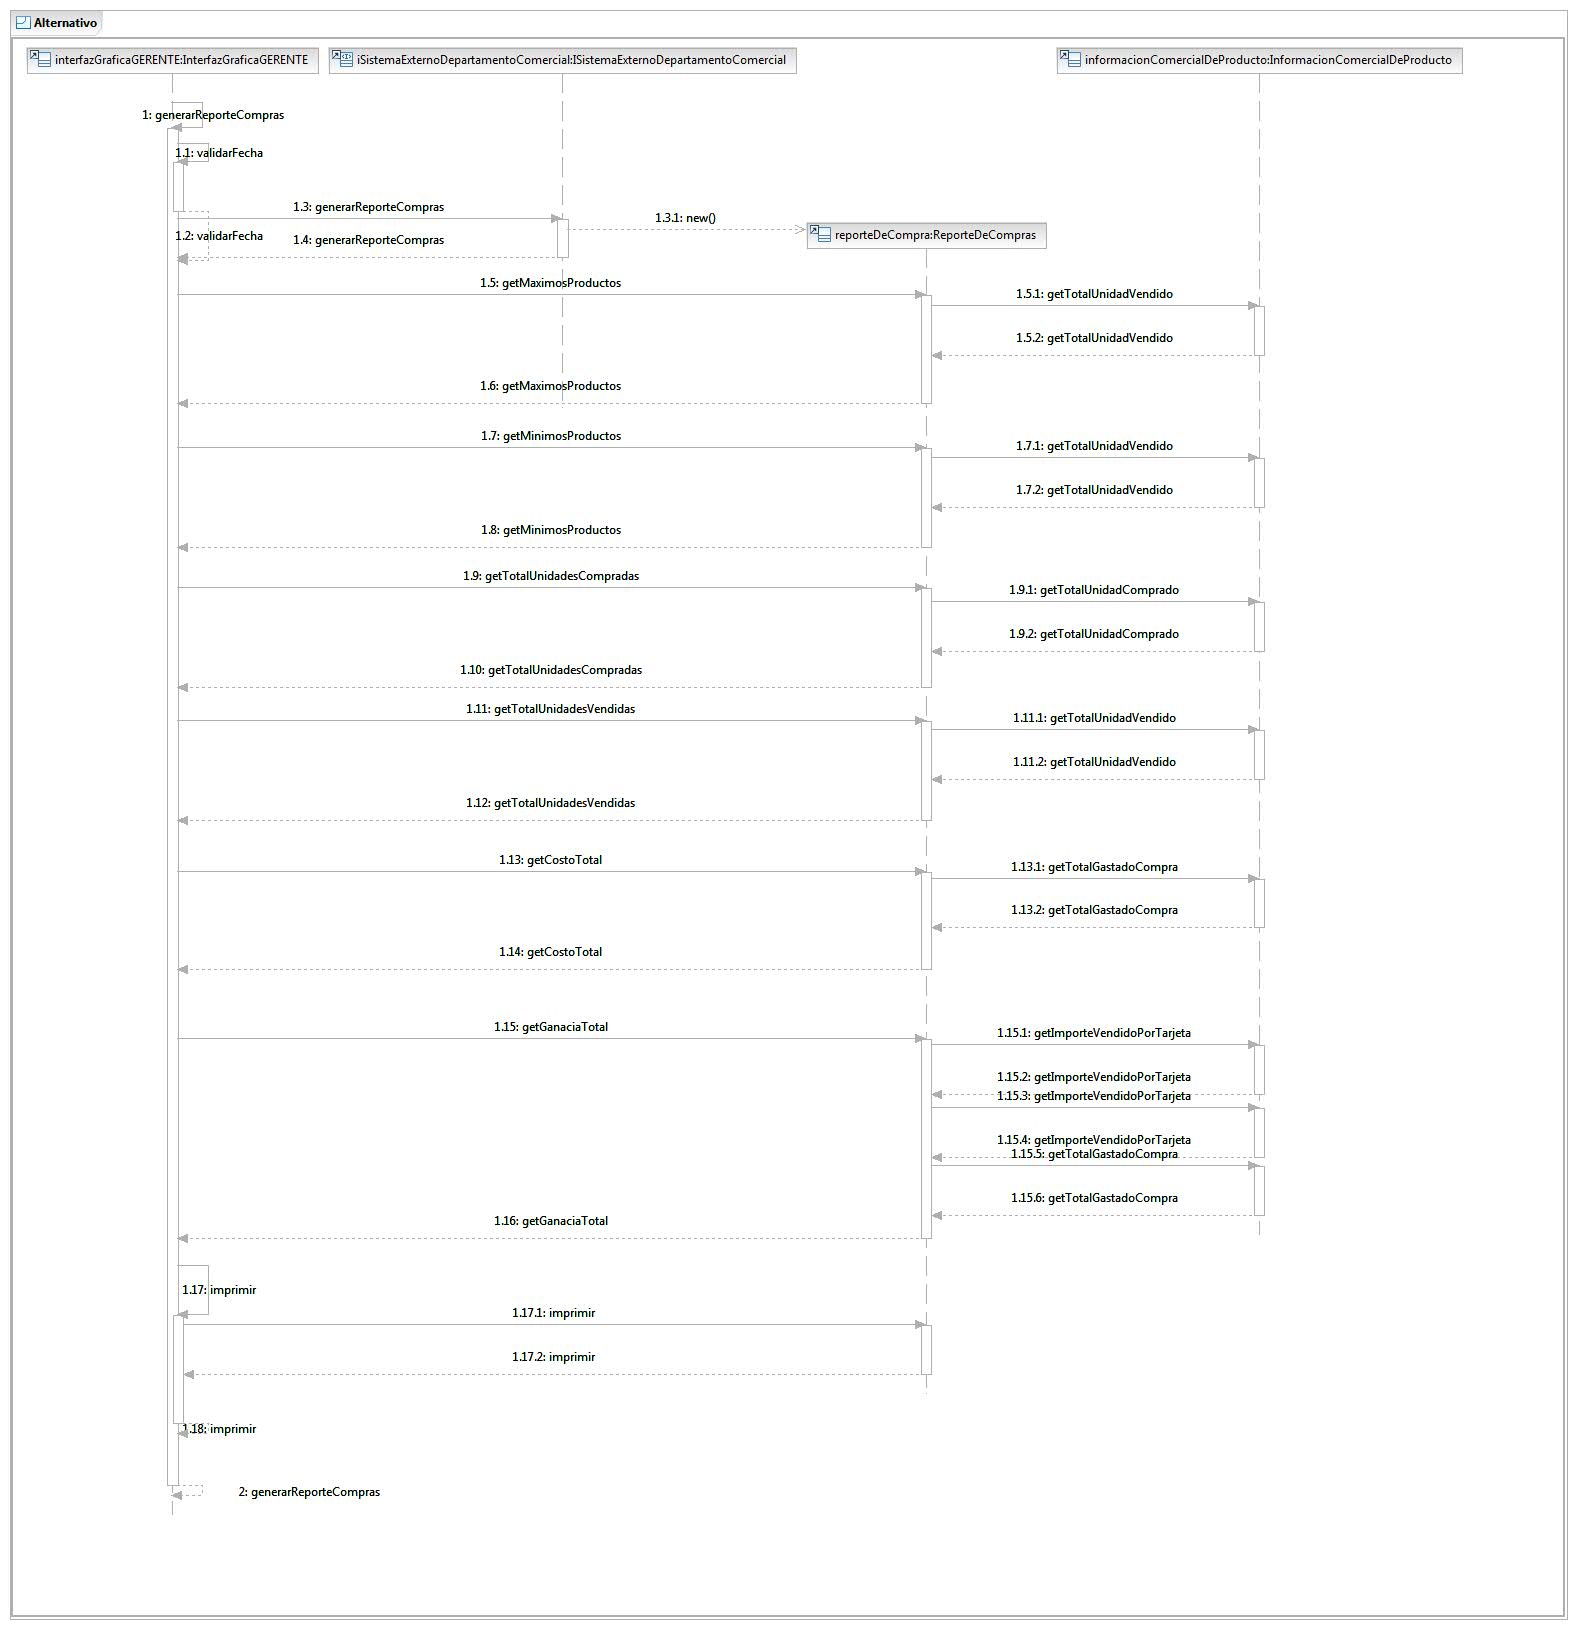 Alternativo
interfazGraficaGERENTE:InterfazGraficaGERENTE
iSistemaExternoDepartamentoComercial:ISistemaExternoDepartamentoComercial
informacionComercialDeProducto:InformacionComercialDeProducto
1: generarReporteCompras
1.1: validarFecha
1.3: generarReporteCompras
1.3.1: new()
reporteDeCompra:ReporteDeCompras
1.2: validarFecha
1.4: generarReporteCompras
1.5: getMaximosProductos
1.5.1: getTotalUnidadVendido
1.5.2: getTotalUnidadVendido
1.6: getMaximosProductos
1.7: getMinimosProductos
1.7.1: getTotalUnidadVendido
1.7.2: getTotalUnidadVendido
1.8: getMinimosProductos
1.9: getTotalUnidadesCompradas
1.9.1: getTotalUnidadComprado
1.9.2: getTotalUnidadComprado
1.10: getTotalUnidadesCompradas
1.11: getTotalUnidadesVendidas
1.11.1: getTotalUnidadVendido
1.11.2: getTotalUnidadVendido
1.12: getTotalUnidadesVendidas
1.13: getCostoTotal
1.13.1: getTotalGastadoCompra
1.13.2: getTotalGastadoCompra
1.14: getCostoTotal
1.15: getGanaciaTotal
1.15.1: getImporteVendidoPorTarjeta
1.15.2: getImporteVendidoPorTarjeta
1.15.3: getImporteVendidoPorTarjeta
1.15.4: getImporteVendidoPorTarjeta
1.15.5: getTotalGastadoCompra
1.15.6: getTotalGastadoCompra
1.16: getGanaciaTotal
1.17: imprimir
1.17.1: imprimir
1.17.2: imprimir
1.18: imprimir
2: generarReporteCompras